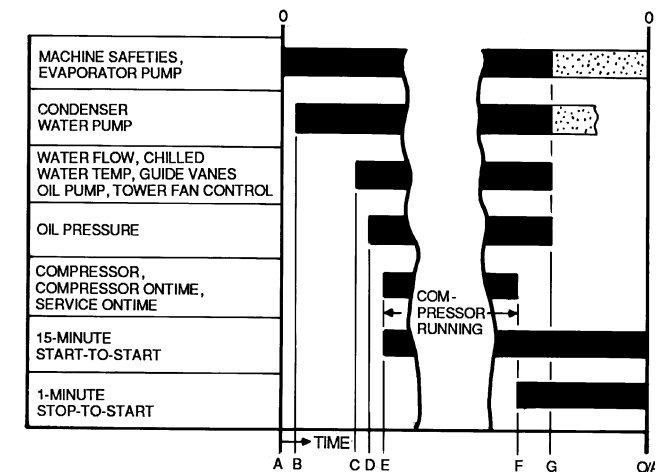 0
0
MACHINE SAFETIES,
EVAPORATOR PUMP
CONDENSER
WATER PUMP
WATER FLOW, CHILLED
WATER TEMP, GUIDE VANES
OIL PUMP, TOWER FAN CONTROL
OIL PRESSURE
COMPRESSOR,
COMPRESSOR ONTIME,
SERVICE ONTIME
COM-
PRESSOR
RUNNING
15-MINUTE
START-TO-START
1-MINUTE
STOP-TO-START
TIME
A B C D E F G